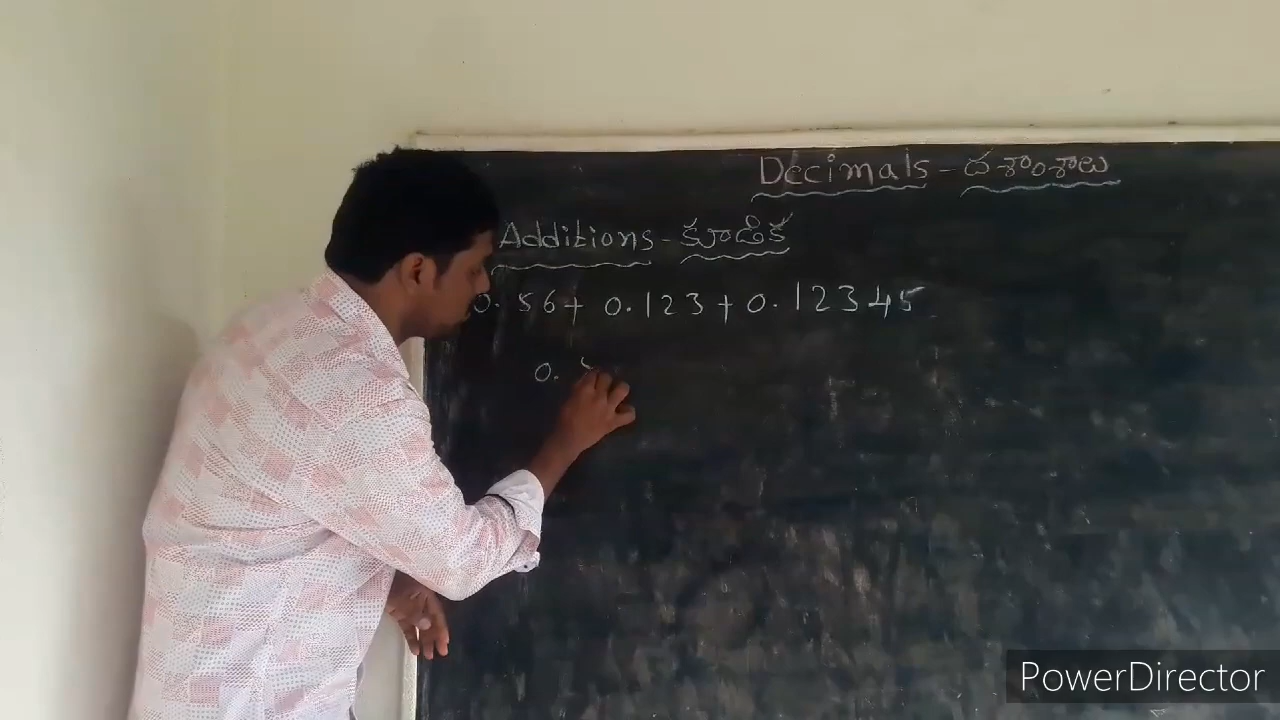 Decimals - దశాంశాలు
Additions - కూడిక
0.56 + 0.123 + 0.12345
0.
PowerDirector